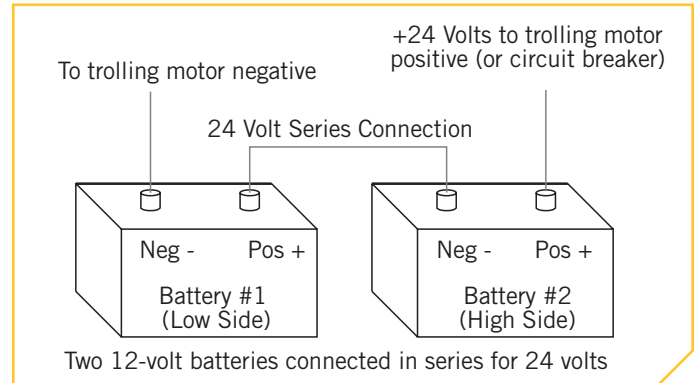 +24 Volts to trolling motor
positive (or circuit breaker)
To trolling motor negative
24 Volt Series Connection
Neg -
Pos +
Battery #1
(Low Side)
Neg -
Pos +
Battery #2
(High Side)
Two 12-volt batteries connected in series for 24 volts